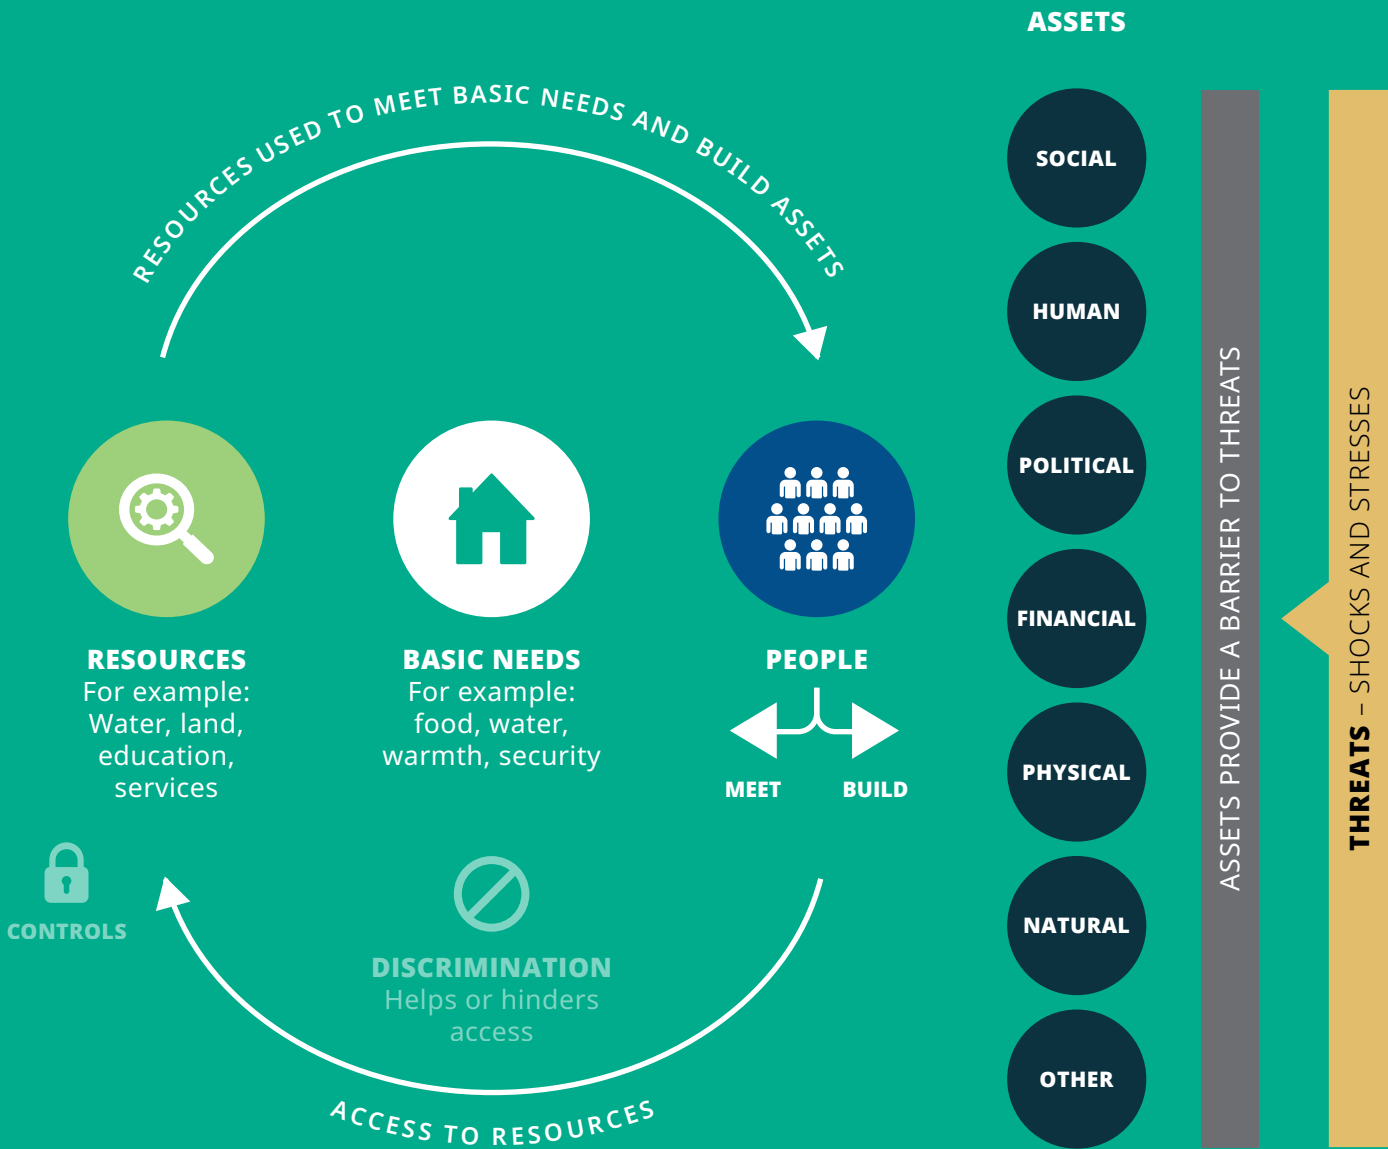 ASSETS
RESOURCES USED TO MEET BASIC NEEDS AND BUILD ASSETS
RESOURCES
For example:
Water, land,
education,
services
BASIC NEEDS
For example:
food, water,
warmth, security
PEOPLE
MEET
BUILD
CONTROLS
DISCRIMINATION
Helps or hinders
access
ACCESS TO RESOURCES
SOCIAL
HUMAN
POLITICAL
FINANCIAL
PHYSICAL
NATURAL
OTHER
ASSETS PROVIDE A BARRIER TO THREATS
THREATS – SHOCKS AND STRESSES